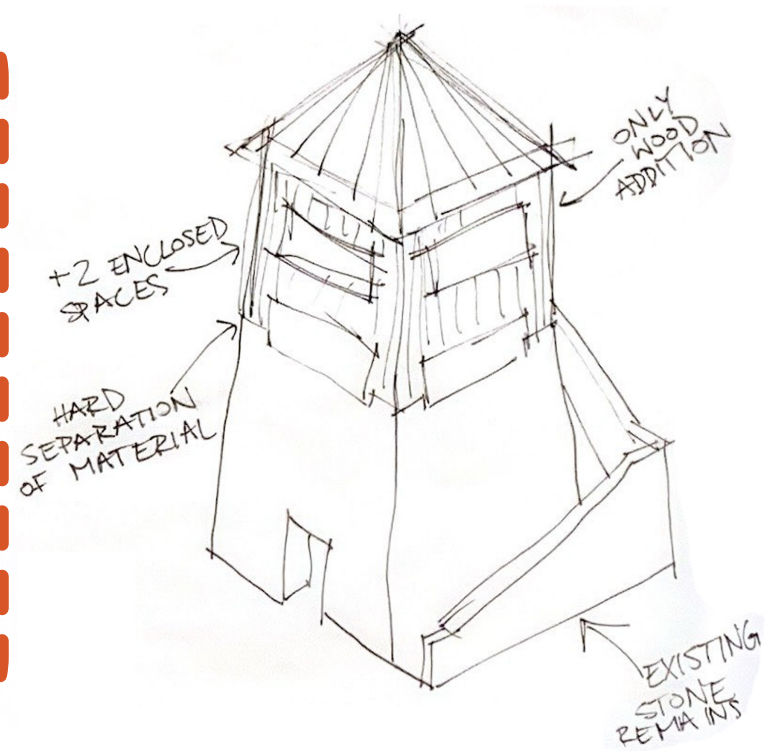 ONLY
WOOD
ADDITION
+2 ENCLOSED
SPACES
HARD
SEPARATION
OF MATERIAL
EXISTING
STONE
REMAINS